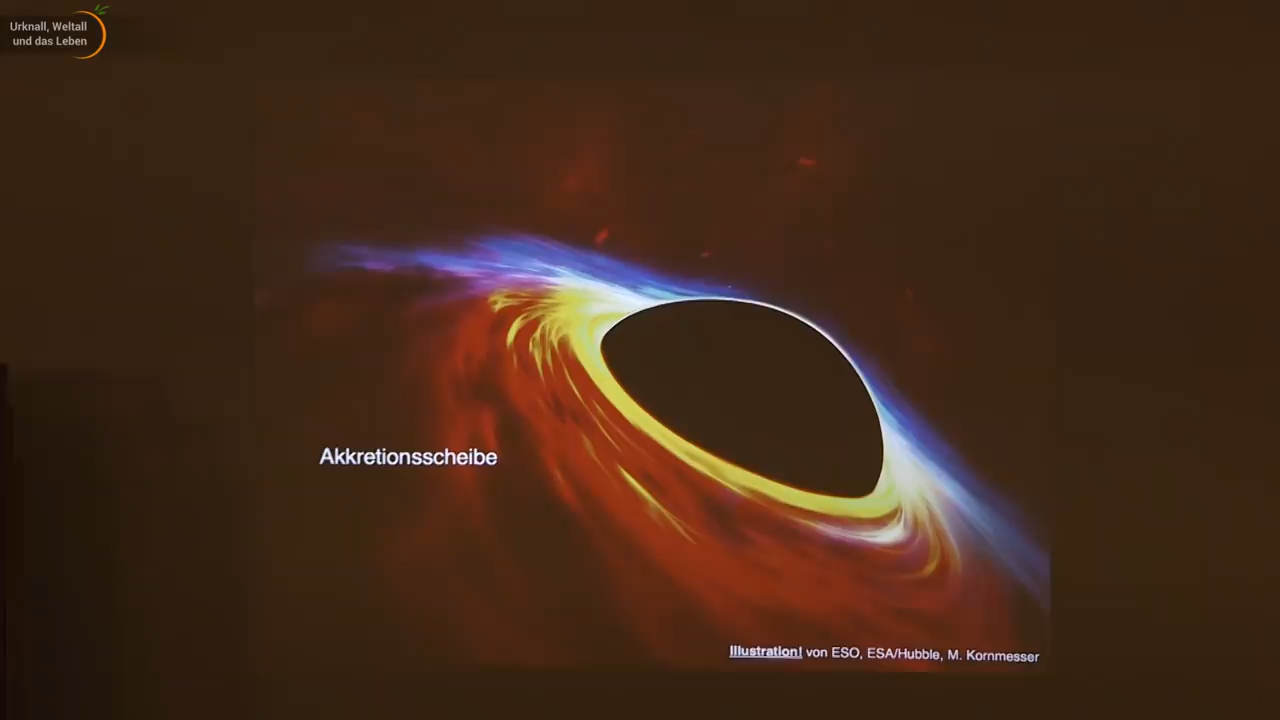 Urknall, Weltall
und das Leben
Akkretionsscheibe
Illustration! von ESO, ESA/Hubble, M. Kornmesser